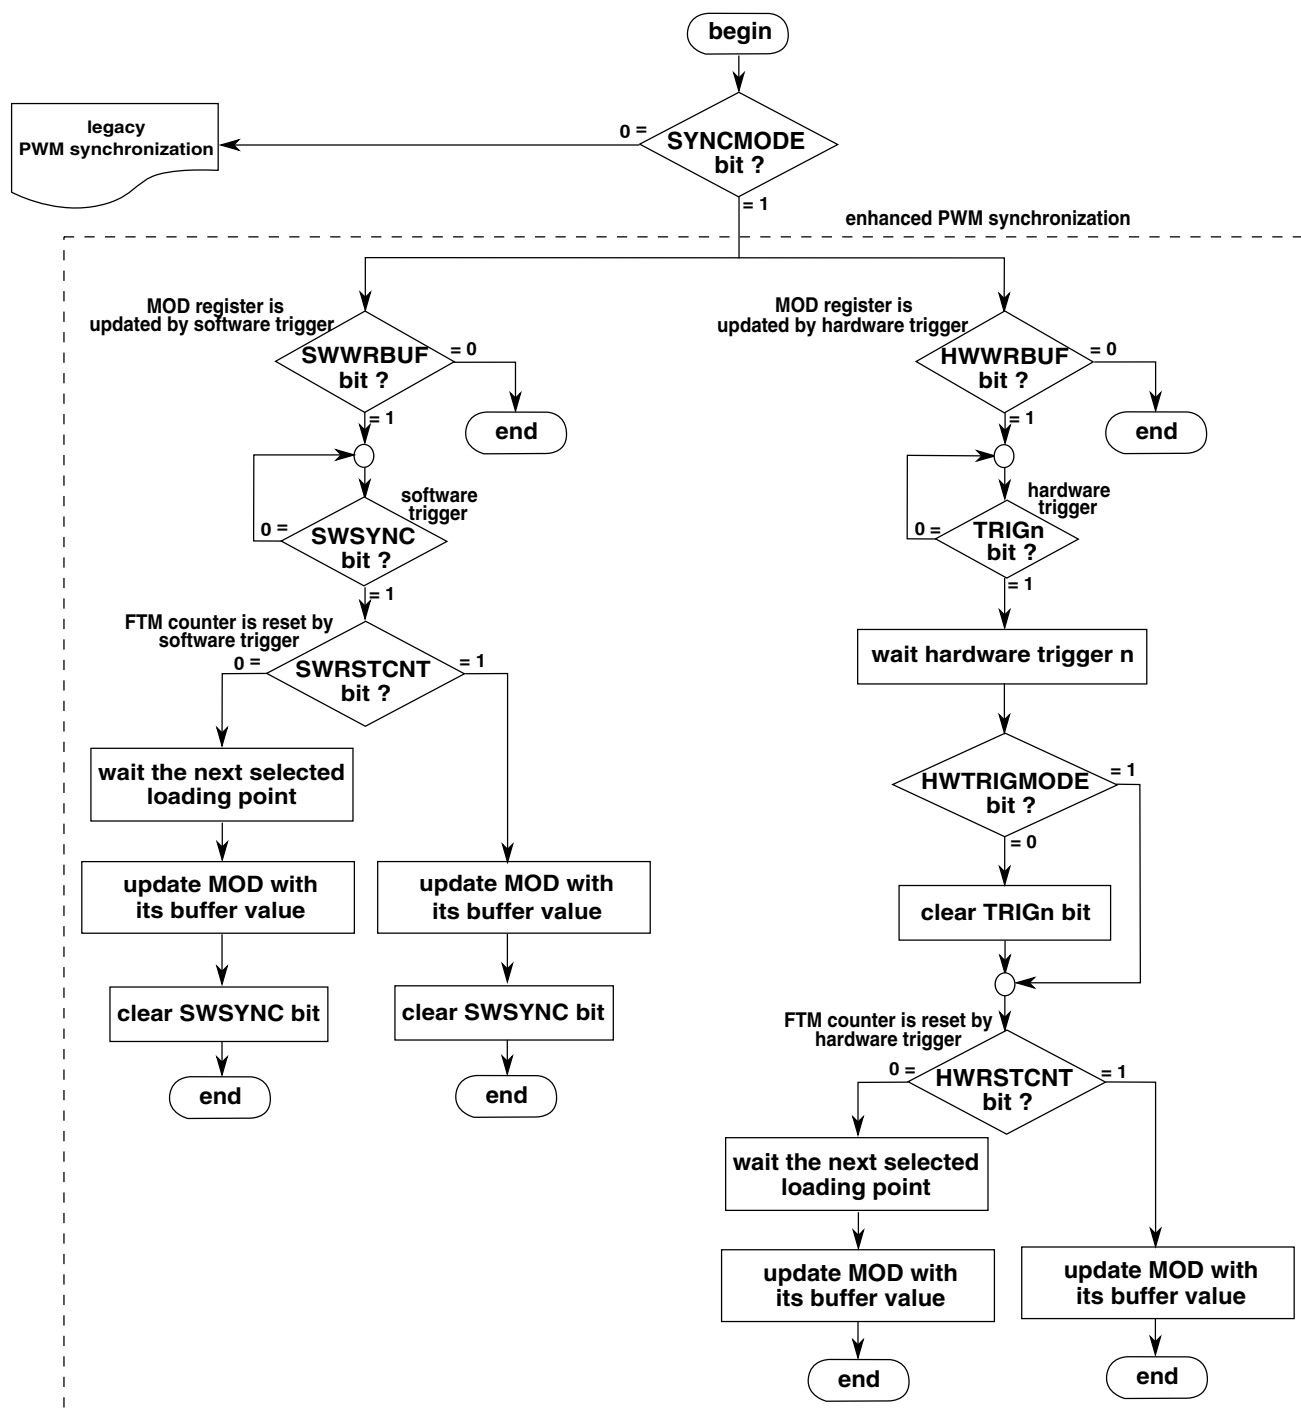 begin
legacy
PWM synchronization
0 =
SYNCMODE
bit ?
= 1
enhanced PWM synchronization
MOD register is
updated by software trigger
SWWRBUF
bit ?
= 0
= 1
end
software
trigger
0 =
SWSYNC
bit ?
= 1
FTM counter is reset by
software trigger
0 =
SWRSTCNT
bit ?
= 1
wait the next selected
loading point
update MOD with
its buffer value
clear SWSYNC bit
end
update MOD with
its buffer value
clear SWSYNC bit
end
MOD register is
updated by hardware trigger
HWWRBUF
bit ?
= 0
= 1
end
hardware
trigger
0 =
TRIGn
bit ?
= 1
wait hardware trigger n
HWTRIGMODE
bit ?
= 1
= 0
clear TRIGn bit
FTM counter is reset by
hardware trigger
0 =
HWRSTCNT
bit ?
= 1
wait the next selected
loading point
update MOD with
its buffer value
end
update MOD with
its buffer value
end